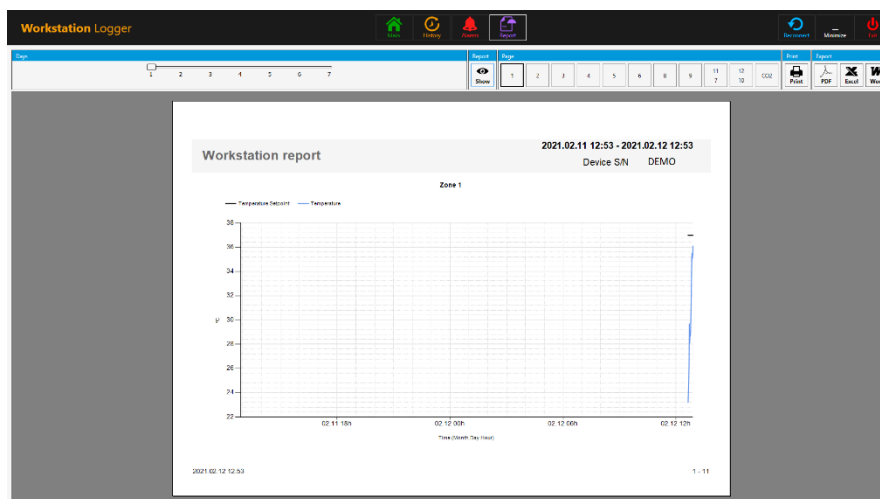 Workstation Logger
Main
History
Alarms
Report
Reconnect
Minimize
Exit
Days
1 2 3 4 5 6 7
Report
Show
Page
1 2 3 4 5 6 8 9 11 7 12 10 CO2
Print
Print
Export
PDF Excel Wor
Workstation report
2021.02.11 12:53 - 2021.02.12 12:53
Device S/N DEMO
Zone 1
Temperature Setpoint Temperature
38
36
34
32
30
28
26
24
22
°C
02.11 18h 02.12 00h 02.12 06h 02.12 12h
Time (Month.Day Hour)
2021.02.12 12:53
1 - 11